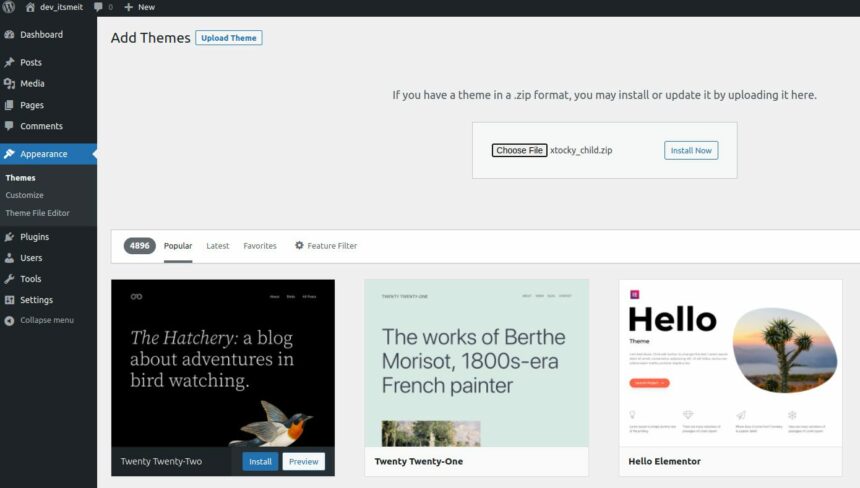 dev_itsmeit 0 New
Dashboard
Posts
Media
Pages
Comments
Appearance
Themes
Customize
Theme File Editor
Plugins
Users
Tools
Settings
Collapse menu
Add Themes Upload Theme
If you have a theme in a .zip format, you may install or update it by uploading it here.
Choose File xtocky_child.zip Install Now
4896 Popular Latest Favorites Feature Filter
The Hatchery: a blog
about adventures in
bird watching.
Twenty Twenty-Two Install Preview
TWENTY TWENTY-ONE
The works of Berthe
Morisot, 1800s-era
French painter
Twenty Twenty-One
Hello
Theme
Hello Elementor